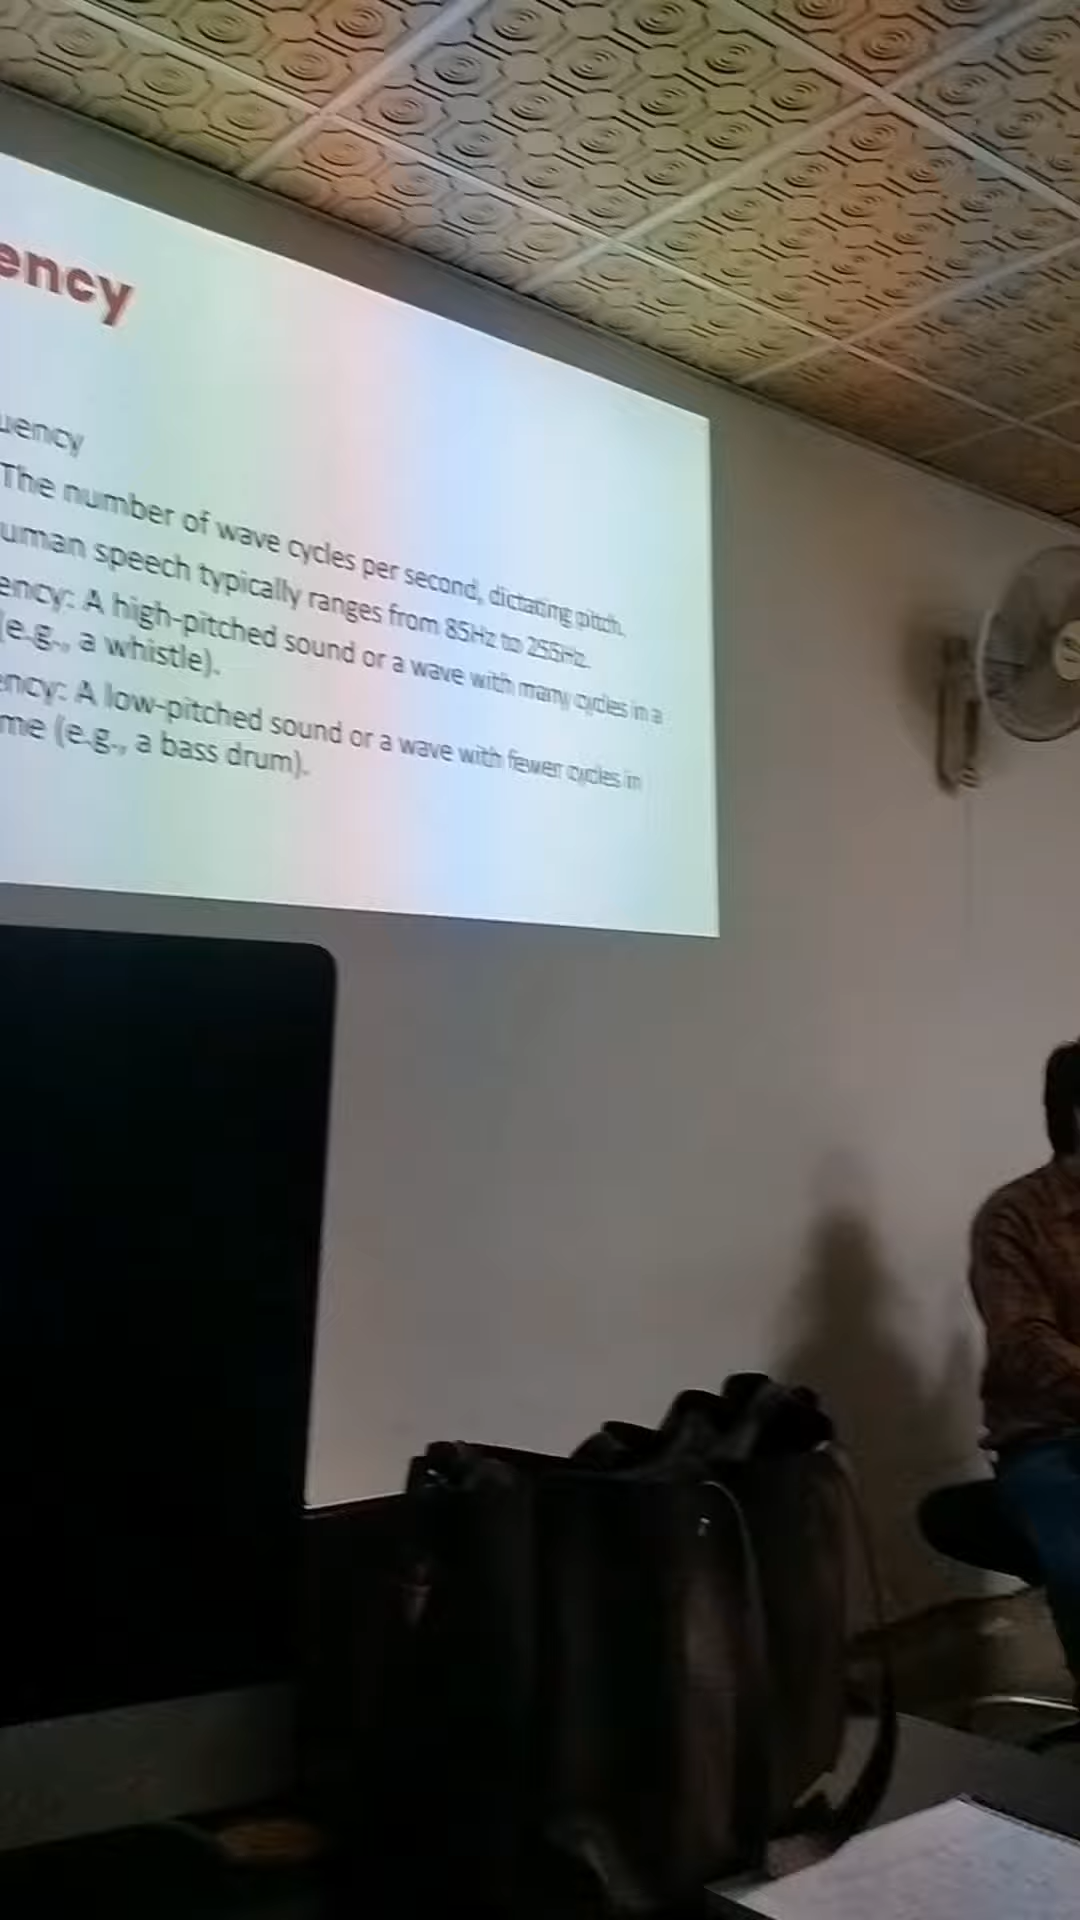 ency
uency
The number of wave cycles per second, dictating pitch.
uman speech typically ranges from 85Hz to 255Hz.
ency: A high-pitched sound or a wave with many cycles in a
(e.g., a whistle).
ency: A low-pitched sound or a wave with fewer cycles in
me (e.g., a bass drum).